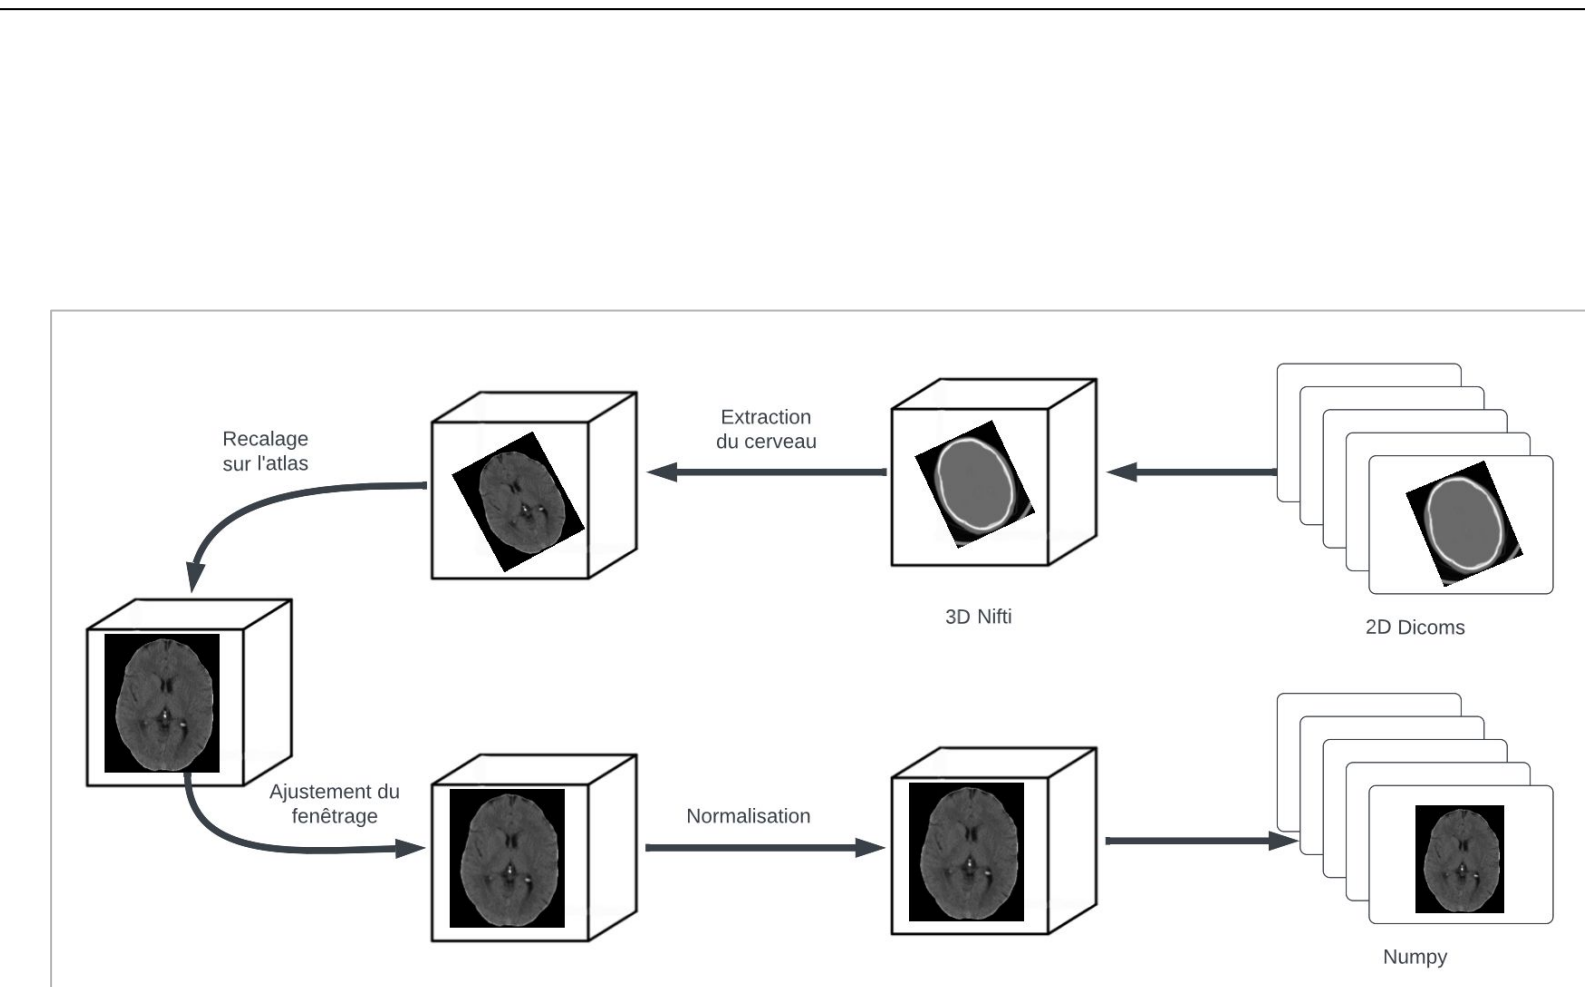 Recalage
sur l'atlas
Extraction
du cerveau
3D Nifti
2D Dicoms
Ajustement du
fenêtrage
Normalisation
Numpy